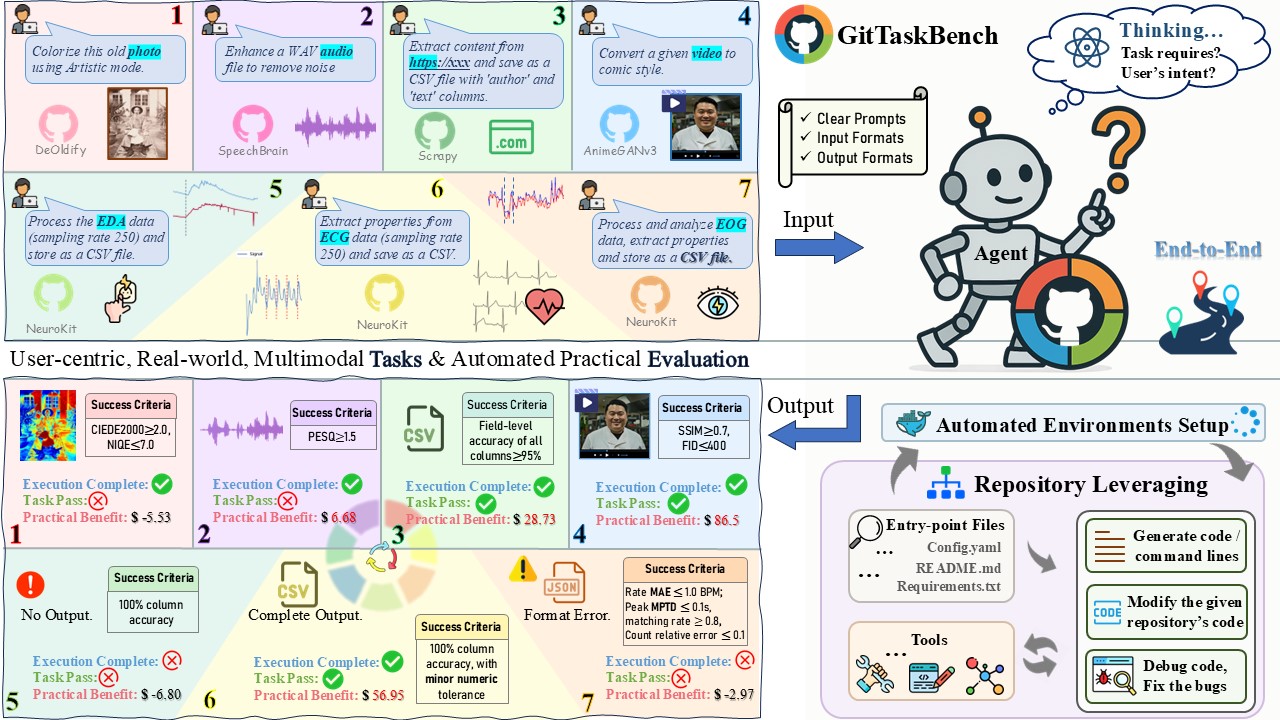 1
Colorize this old photo
using Artistic mode.
DeOldify
2
Enhance a WAV audio
file to remove noise
SpeechBrain
3
Extract content from
https://xxx and save as a
CSV file with 'author' and
'text' columns.
Scrapy
.com
4
Convert a given video to
comic style.
AnimeGANv3
5
Process the EDA data
(sampling rate 250) and
store as a CSV file.
NeuroKit
Signal
6
Extract properties from
ECG data (sampling rate
250) and save as a CSV.
NeuroKit
7
Process and analyze EOG
data, extract properties
and store as a CSV file.
NeuroKit
User-centric, Real-world, Multimodal Tasks & Automated Practical Evaluation
Success Criteria
CIEDE2000≥2.0,
NIQE≤7.0
Execution Complete:
Task Pass:
Practical Benefit: $ -5.53
1
Success Criteria
PESQ≥1.5
Execution Complete:
Task Pass:
Practical Benefit: $ 6.68
2
CSV
Success Criteria
Field-level
accuracy of all
columns≥95%
Execution Complete:
Task Pass:
Practical Benefit: $ 28.73
3
Success Criteria
SSIM≥0.7,
FID≤400
Execution Complete:
Task Pass:
Practical Benefit: $ 86.5
4
No Output.
Success Criteria
100% column
accuracy
Execution Complete:
Task Pass:
Practical Benefit: $ -6.80
5
CSV
Complete Output.
Success Criteria
100% column
accuracy, with
minor numeric
tolerance
Execution Complete:
Task Pass:
Practical Benefit: $ 56.95
6
JSON
Format Error.
Success Criteria
Rate MAE ≤ 1.0 BPM;
Peak MPTD ≤ 0.1s,
matching rate ≥ 0.8,
Count relative error ≤ 0.1
Execution Complete:
Task Pass:
Practical Benefit: $ -2.97
7
GitTaskBench
Thinking…
Task requires?
User's intent?
✓ Clear Prompts
✓ Input Formats
✓ Output Formats
Input
Agent
End-to-End
Output
Automated Environments Setup
Repository Leveraging
Entry-point Files
... Config.yaml
... README.md
Requirements.txt
Tools
...
Generate code /
command lines
CODE
Modify the given
repository's code
Debug code,
Fix the bugs